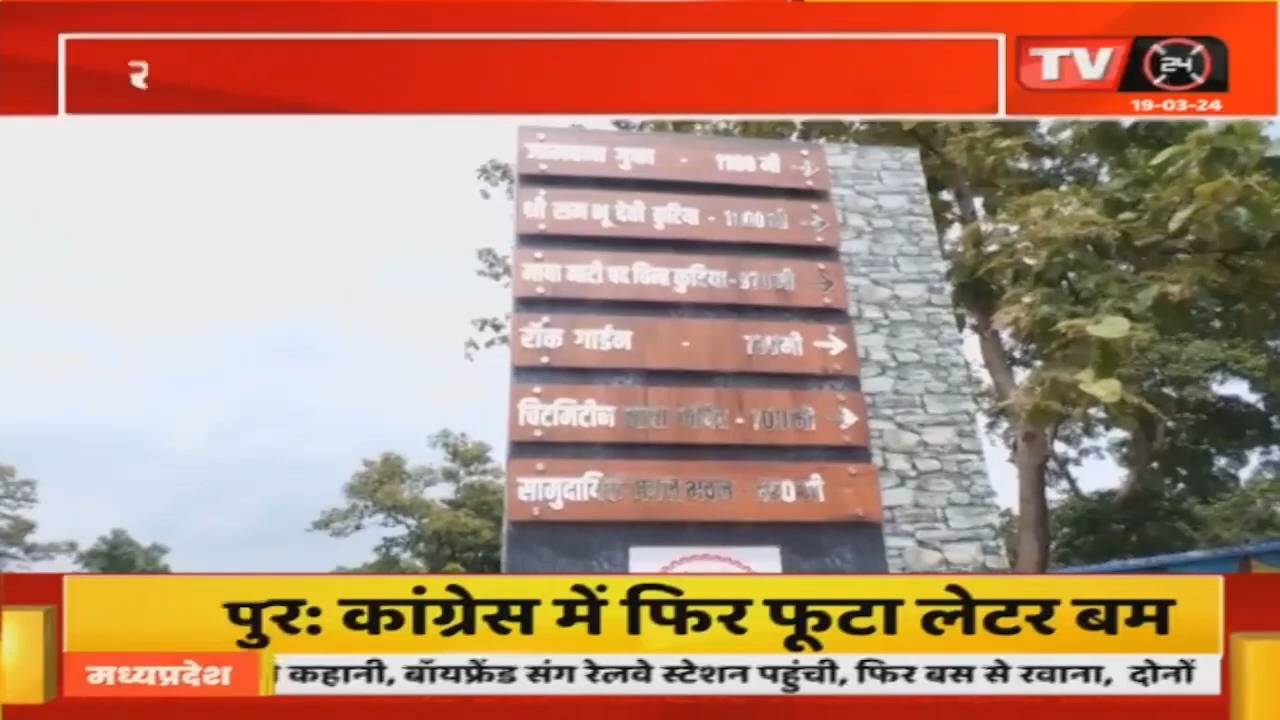 र
TV 24
19-03-24
गुफा - 1100 मी
श्री राम भू देवी कुटिया - 1100 मी
माया माटी पद चिन्ह कुटिया -
रॉक गार्डन - मी
चिटमिटीन - 700 मी
सामुदायिक भवन -
पुर: कांग्रेस में फिर फूटा लेटर बम
मध्यप्रदेश
कहानी, बॉयफ्रेंड संग रेलवे स्टेशन पहुंची, फिर बस से रवाना, दोनों